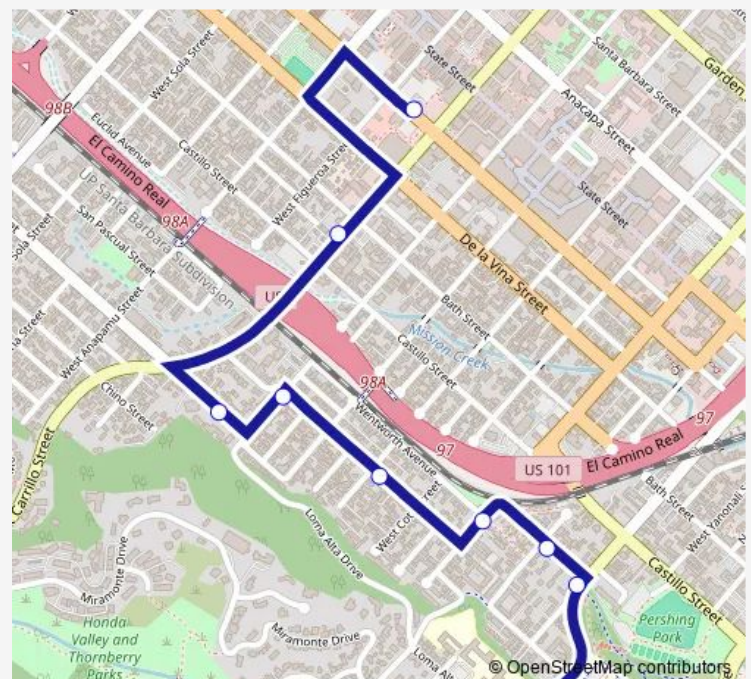 West Sola Street
State Street
Santa Barbara Street
Garden
98B
Euclid Avenue
Anacapa Street
El Camino Real
Castillo Street
West Figueroa Street
State Street
UP Santa Barbara Subdivision
98A
San Pascual Street
De la Vina Street
Sola Street
US
Bath Street
West Anapamu Street
Mission Creek
Castillo Street
Chino Street
98A
Wentworth Avenue
97
97
El Camino Real
US 101
Carrillo Street
Bath Street
West Yanonali
West Cot
reet
Loma Alta Drive
Miramonte Drive
Castillo Street
Honda
Valley and
Thornberry
Parks
Miramonte Drive
Pershing
Park
Loma Al
© OpenStreetMap contributors